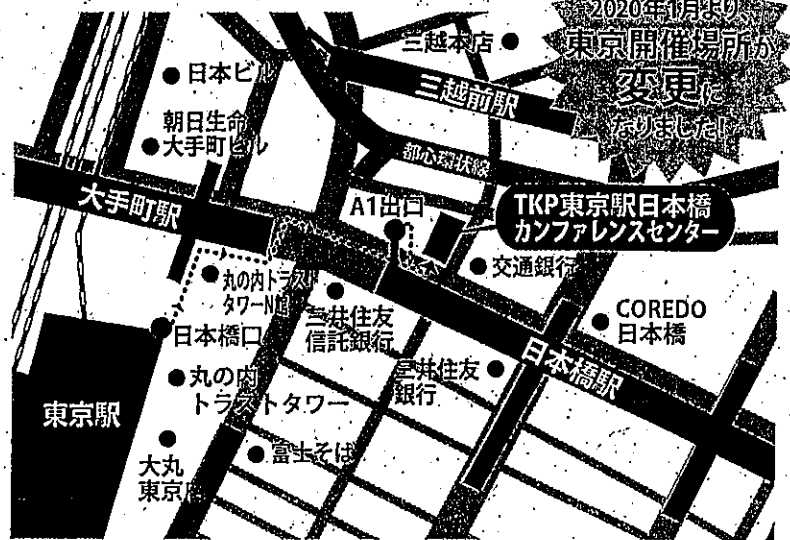 2020年1月より、
東京開催場所が
変更に
なりました!
三越本店
日本ビル
三越前駅
朝日生命
大手町ビル
都心環状線
大手町駅
A1出口
TKP東京駅日本橋
カンファレンスセンター
交通銀行
丸の内トラスト
タワーN館
COREDO
日本橋
日本橋口
三井住友
信託銀行
日本橋駅
三井住友
銀行
丸の内
トラストタワー
東京駅
富士そば
大丸
東京店